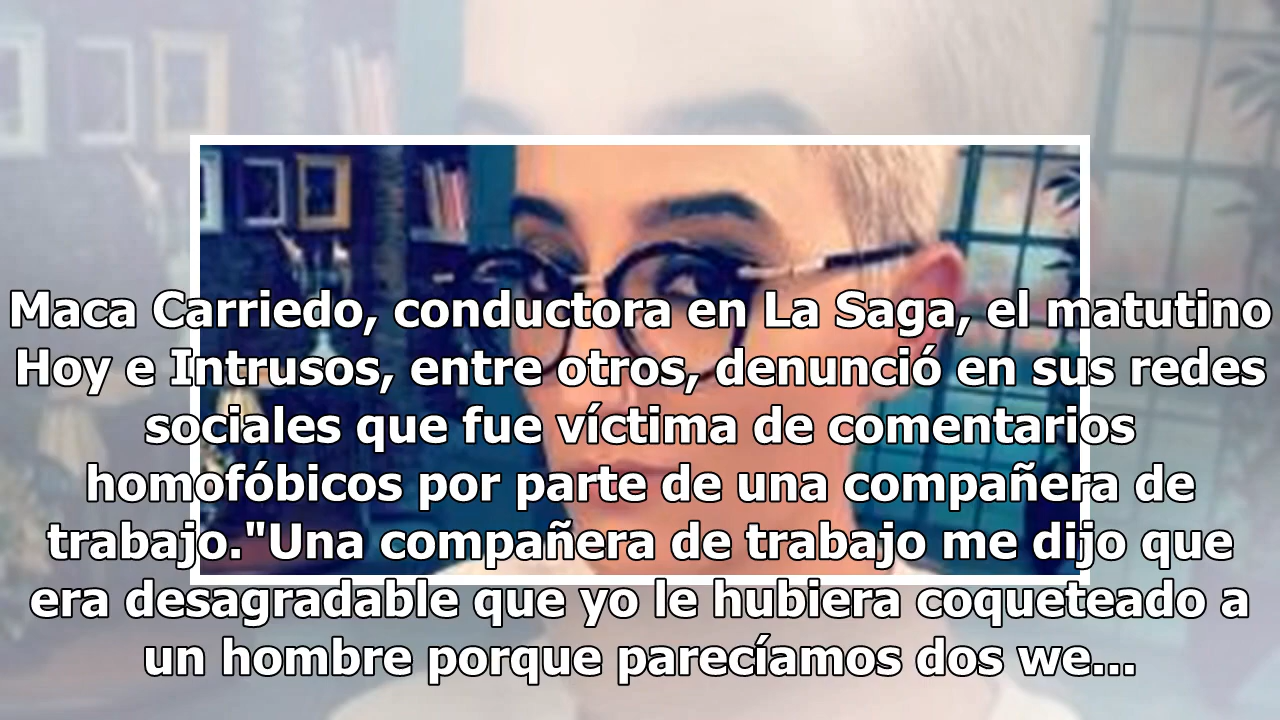 Maca Carriedo, conductora en La Saga, el matutino
Hoy e Intrusos, entre otros, denunció en sus redes
sociales que fue víctima de comentarios
homofóbicos por parte de una compañera de
trabajo."Una compañera de trabajo me dijo que
era desagradable que yo le hubiera coqueteado a
un hombre porque parecíamos dos we...